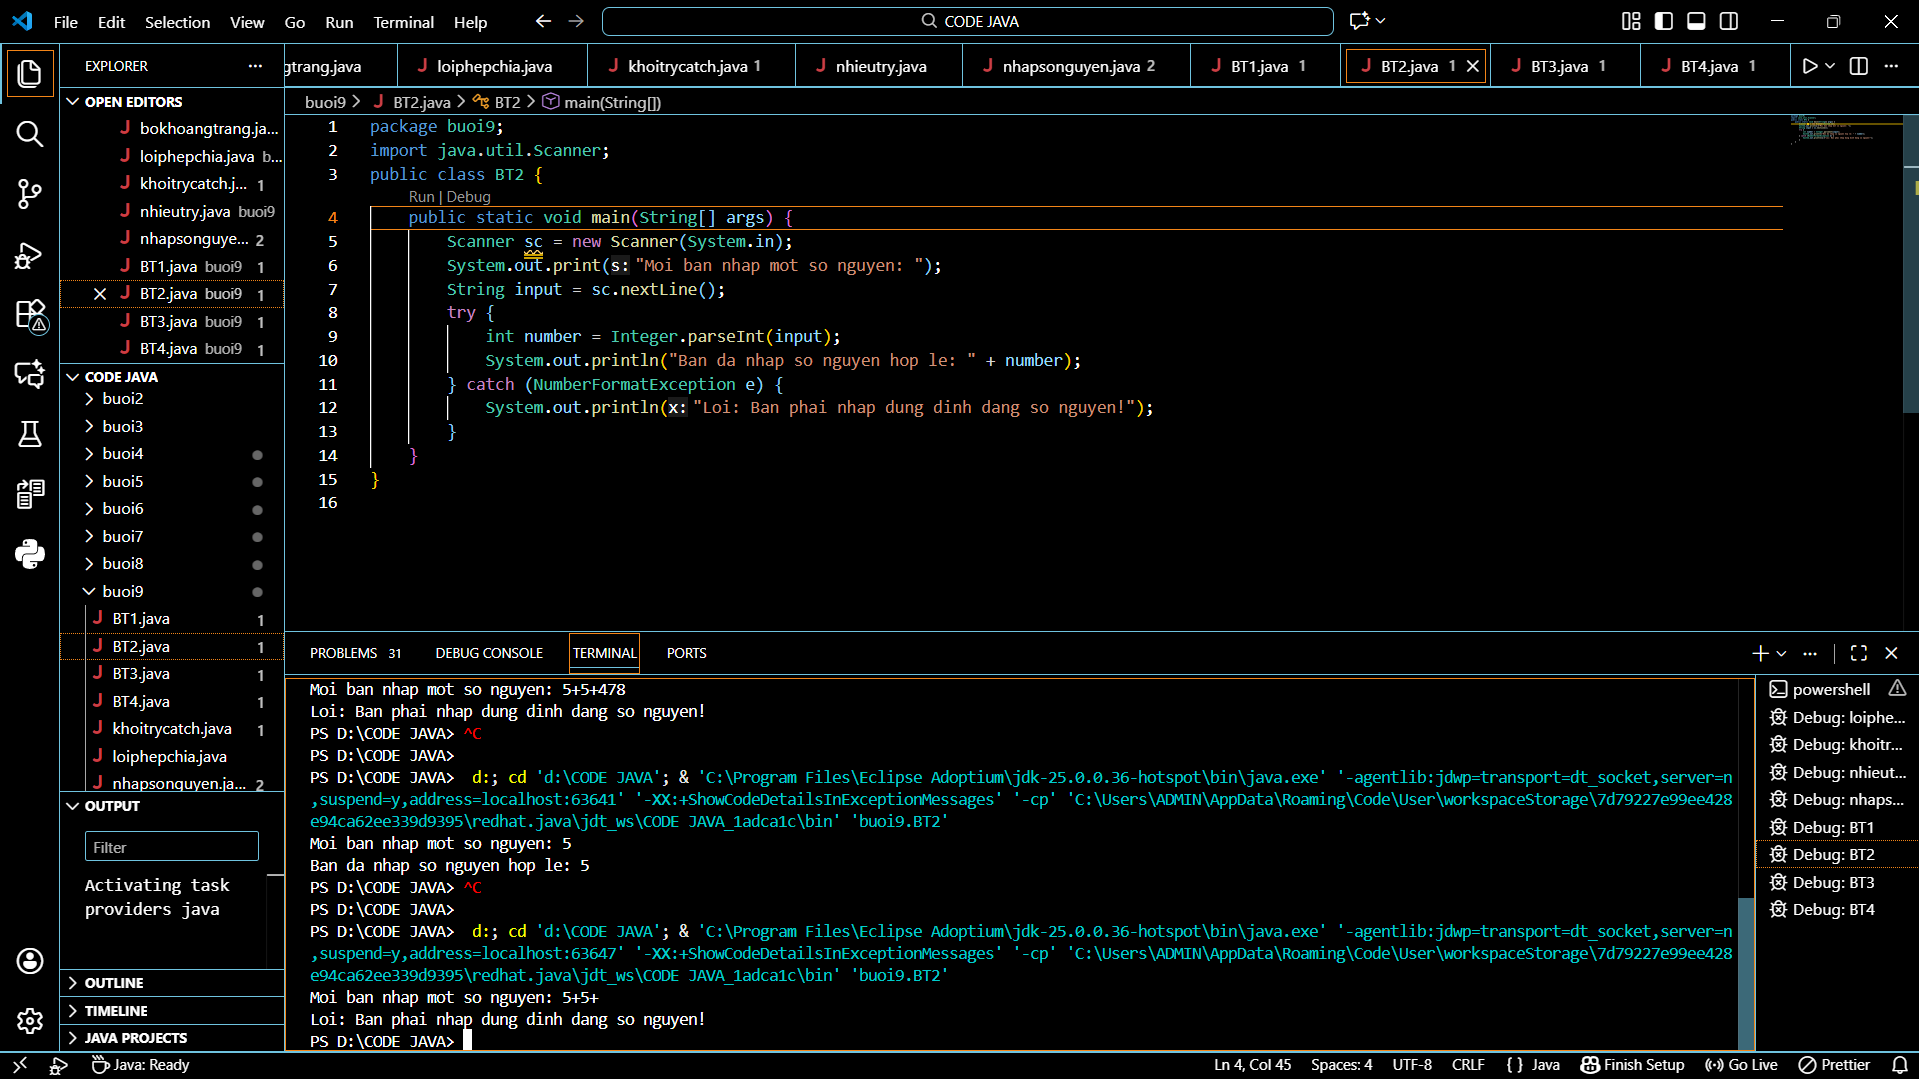 File Edit Selection View Go Run Terminal Help
CODE JAVA
EXPLORER
OPEN EDITORS
bokhoangtrang.ja...
loiphepchia.java b...
khoitrycatch.j... 1
nhieutry.java buoi9
nhapsonguye... 2
BT1.java buoi9 1
BT2.java buoi9 1
BT3.java buoi9 1
BT4.java buoi9 1
CODE JAVA
buoi2
buoi3
buoi4
buoi5
buoi6
buoi7
buoi8
buoi9
BT1.java 1
BT2.java 1
BT3.java 1
BT4.java 1
khoitrycatch.java 1
loiphepchia.java
nhapsonguyen.ja... 2
OUTPUT
Filter
Activating task
providers java
OUTLINE
TIMELINE
JAVA PROJECTS
gtrang.java loiphepchia.java khoitrycatch.java 1 nhieutry.java nhapsonguyen.java 2 BT1.java 1 BT2.java 1 BT3.java 1 BT4.java 1
buoi9 > BT2.java > BT2 > main(String[])
1 package buoi9;
2 import java.util.Scanner;
3 public class BT2 {
Run | Debug
4 public static void main(String[] args) {
5 Scanner sc = new Scanner(System.in);
6 System.out.print(s: "Moi ban nhap mot so nguyen: ");
7 String input = sc.nextLine();
8 try {
9 int number = Integer.parseInt(input);
10 System.out.println("Ban da nhap so nguyen hop le: " + number);
11 } catch (NumberFormatException e) {
12 System.out.println(x: "Loi: Ban phai nhap dung dinh dang so nguyen!");
13 }
14 }
15 }
16
PROBLEMS 31 DEBUG CONSOLE TERMINAL PORTS
Moi ban nhap mot so nguyen: 5+5+478
Loi: Ban phai nhap dung dinh dang so nguyen!
PS D:\CODE JAVA> ^C
PS D:\CODE JAVA>
PS D:\CODE JAVA>  d:; cd 'd:\CODE JAVA'; & 'C:\Program Files\Eclipse Adoptium\jdk-25.0.0.36-hotspot\bin\java.exe' '-agentlib:jdwp=transport=dt_socket,server=n
,suspend=y,address=localhost:63641' '-XX:+ShowCodeDetailsInExceptionMessages' '-cp' 'C:\Users\ADMIN\AppData\Roaming\Code\User\workspaceStorage\7d79227e99ee428
e94ca62ee339d9395\redhat.java\jdt_ws\CODE JAVA_1adca1c\bin' 'buoi9.BT2'
Moi ban nhap mot so nguyen: 5
Ban da nhap so nguyen hop le: 5
PS D:\CODE JAVA> ^C
PS D:\CODE JAVA>
PS D:\CODE JAVA>  d:; cd 'd:\CODE JAVA'; & 'C:\Program Files\Eclipse Adoptium\jdk-25.0.0.36-hotspot\bin\java.exe' '-agentlib:jdwp=transport=dt_socket,server=n
,suspend=y,address=localhost:63647' '-XX:+ShowCodeDetailsInExceptionMessages' '-cp' 'C:\Users\ADMIN\AppData\Roaming\Code\User\workspaceStorage\7d79227e99ee428
e94ca62ee339d9395\redhat.java\jdt_ws\CODE JAVA_1adca1c\bin' 'buoi9.BT2'
Moi ban nhap mot so nguyen: 5+5+
Loi: Ban phai nhap dung dinh dang so nguyen!
PS D:\CODE JAVA>
powershell
Debug: loiphe...
Debug: khoitr...
Debug: nhieut...
Debug: nhaps...
Debug: BT1
Debug: BT2
Debug: BT3
Debug: BT4
Java: Ready Ln 4, Col 45 Spaces: 4 UTF-8 CRLF { } Java Finish Setup Go Live Prettier